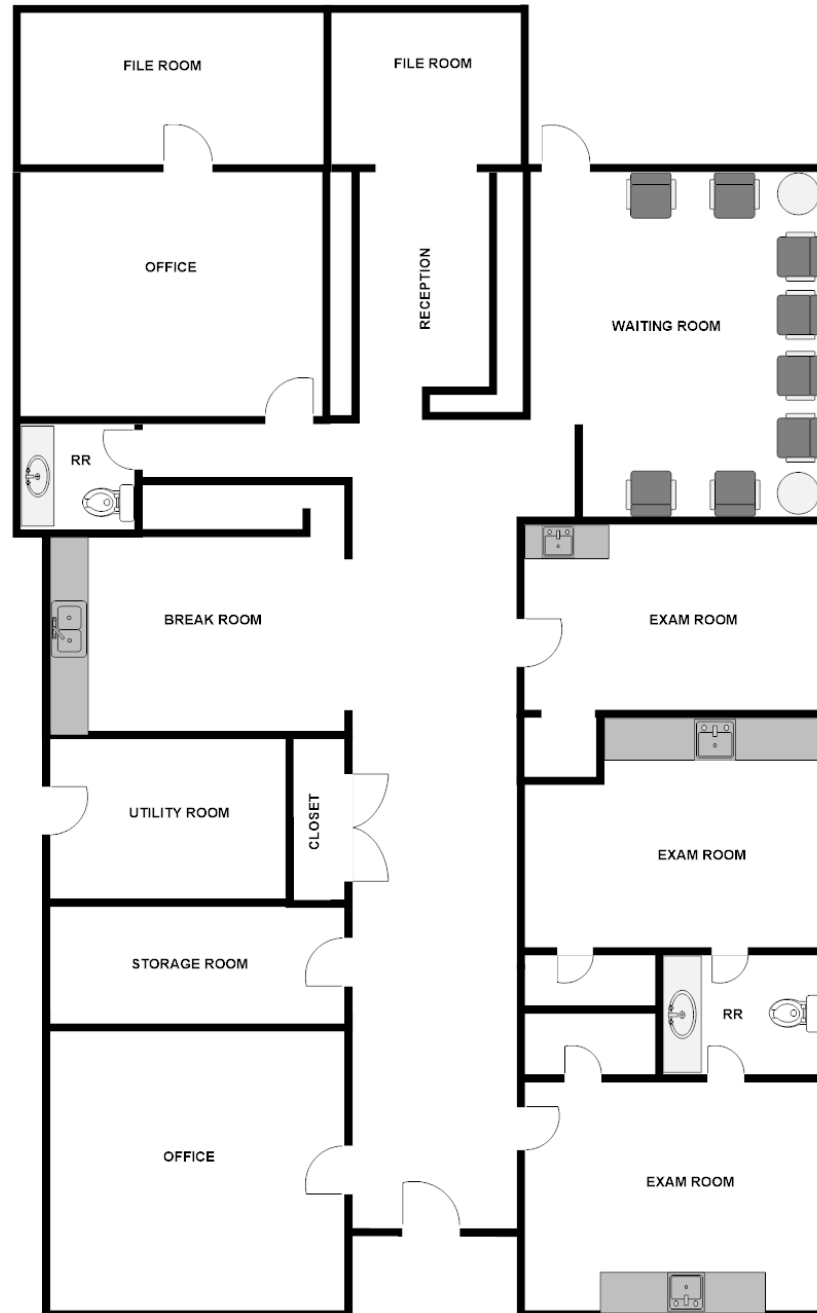 FILE ROOM
FILE ROOM
OFFICE
RECEPTION
WAITING ROOM
RR
BREAK ROOM
EXAM ROOM
UTILITY ROOM
CLOSET
EXAM ROOM
STORAGE ROOM
RR
OFFICE
EXAM ROOM